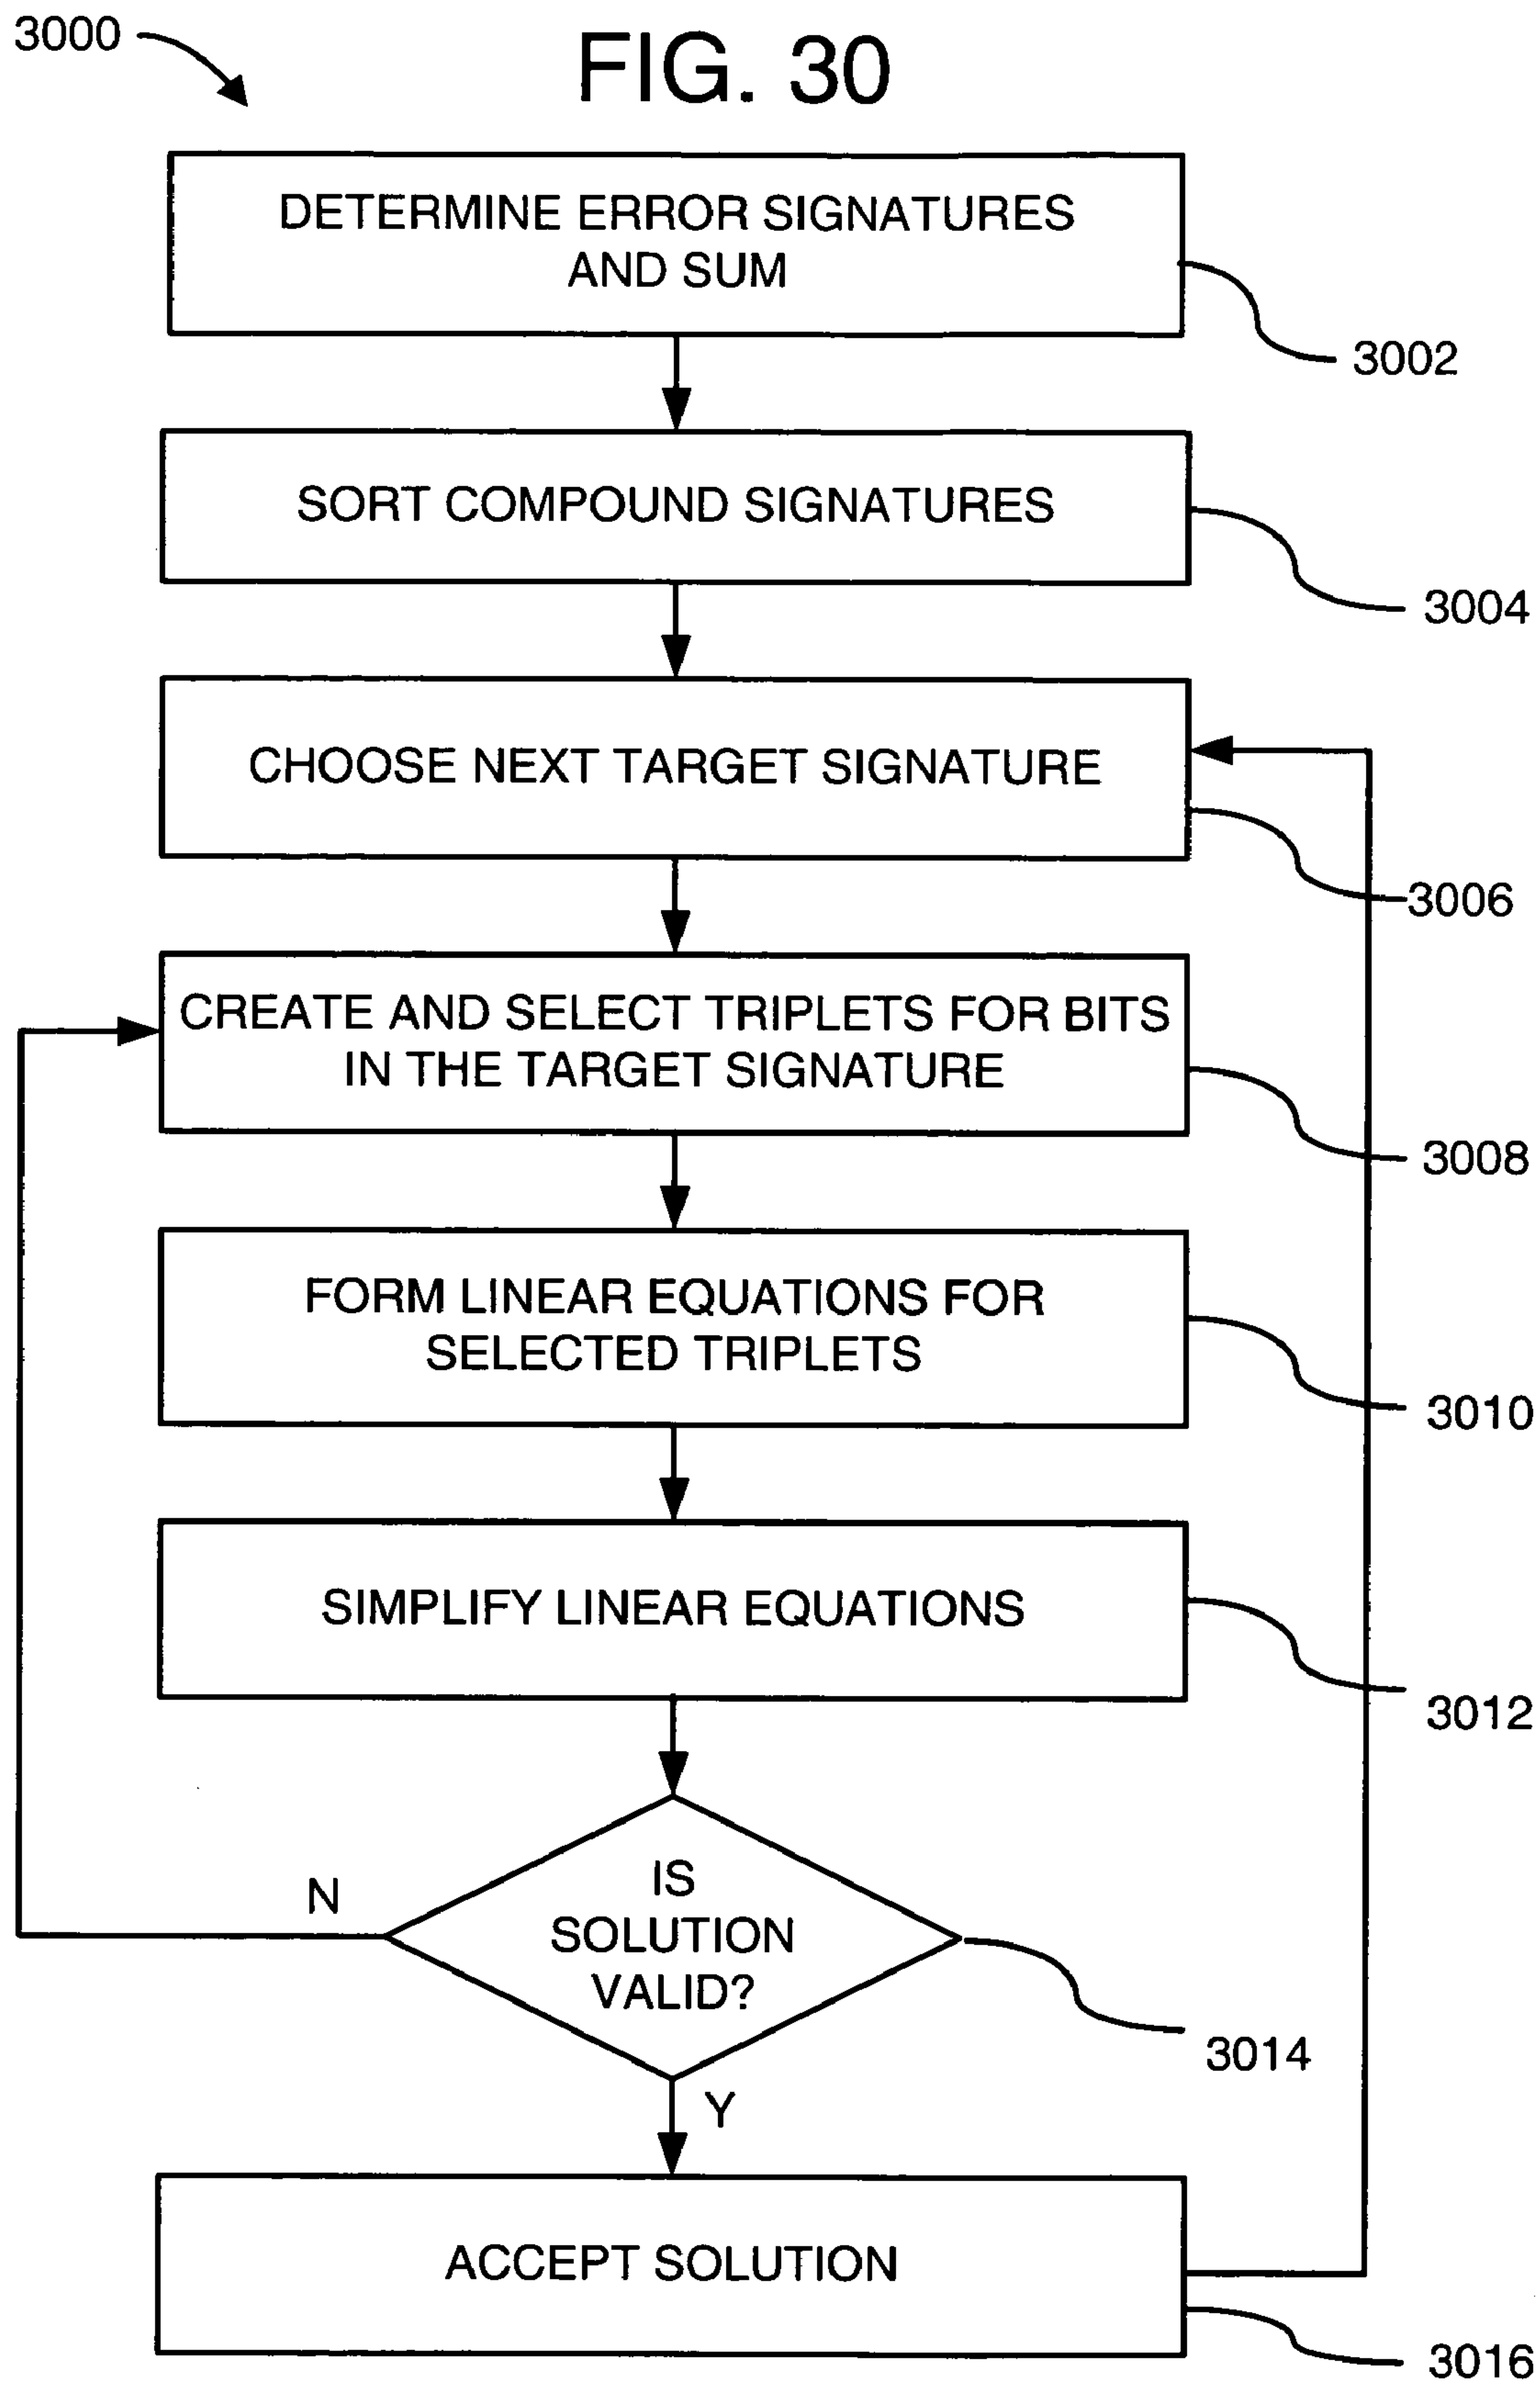 3000
FIG. 30
DETERMINE ERROR SIGNATURES
AND SUM
3002
SORT COMPOUND SIGNATURES
3004
CHOOSE NEXT TARGET SIGNATURE
3006
CREATE AND SELECT TRIPLETS FOR BITS
IN THE TARGET SIGNATURE
3008
FORM LINEAR EQUATIONS FOR
SELECTED TRIPLETS
3010
SIMPLIFY LINEAR EQUATIONS
3012
N
IS
SOLUTION
VALID?
3014
Y
ACCEPT SOLUTION
3016